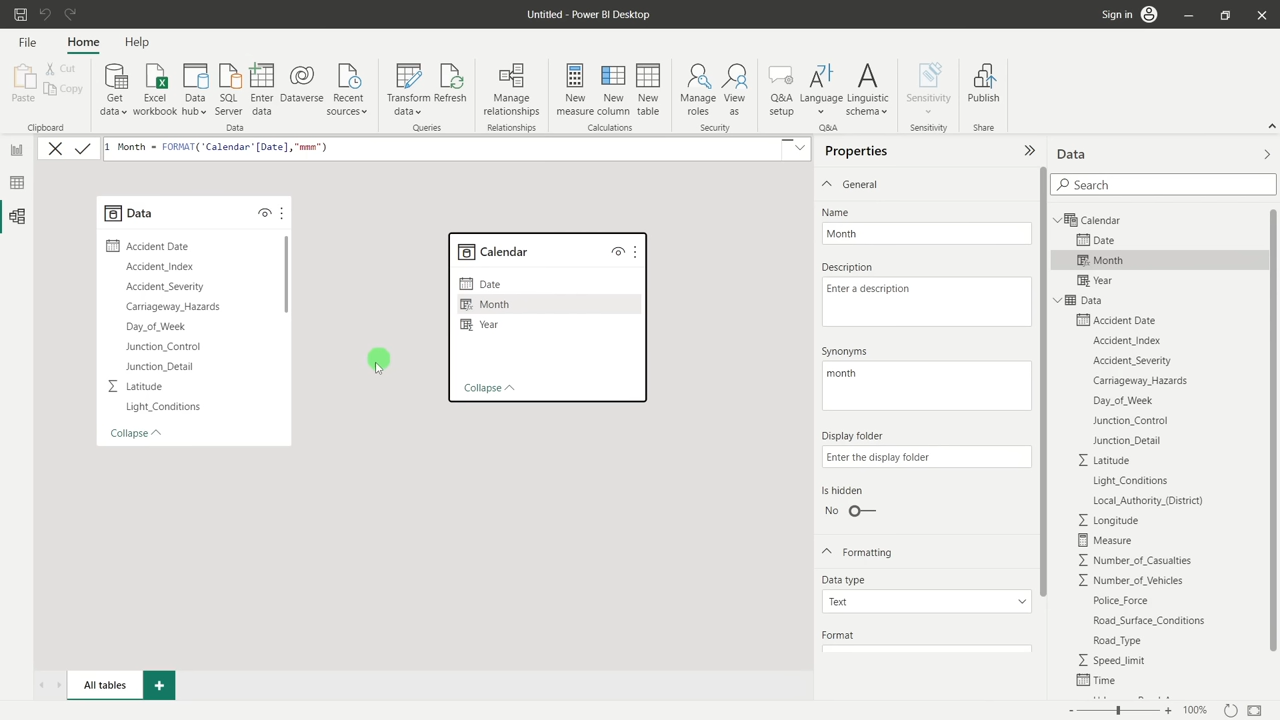 Untitled - Power BI Desktop
Sign in
File
Home
Help
Paste
Cut
Copy
Clipboard
Get data
Excel workbook
Data hub
SQL Server
Enter data
Dataverse
Recent sources
Data
Transform data
Refresh
Queries
Manage relationships
Relationships
New measure
New column
New table
Calculations
Manage roles
View as
Security
Q&A setup
Language
Linguistic schema
Q&A
Sensitivity
Sensitivity
Publish
Share
1 Month = FORMAT('Calendar'[Date],"mmm")
Data
Accident Date
Accident_Index
Accident_Severity
Carriageway_Hazards
Day_of_Week
Junction_Control
Junction_Detail
Latitude
Light_Conditions
Collapse
Calendar
Date
Month
Year
Collapse
All tables
Properties
General
Name
Month
Description
Enter a description
Synonyms
month
Display folder
Enter the display folder
Is hidden
No
Formatting
Data type
Text
Format
Data
Search
Calendar
Date
Month
Year
Data
Accident Date
Accident_Index
Accident_Severity
Carriageway_Hazards
Day_of_Week
Junction_Control
Junction_Detail
Latitude
Light_Conditions
Local_Authority_(District)
Longitude
Measure
Number_of_Casualties
Number_of_Vehicles
Police_Force
Road_Surface_Conditions
Road_Type
Speed_limit
Time
100%